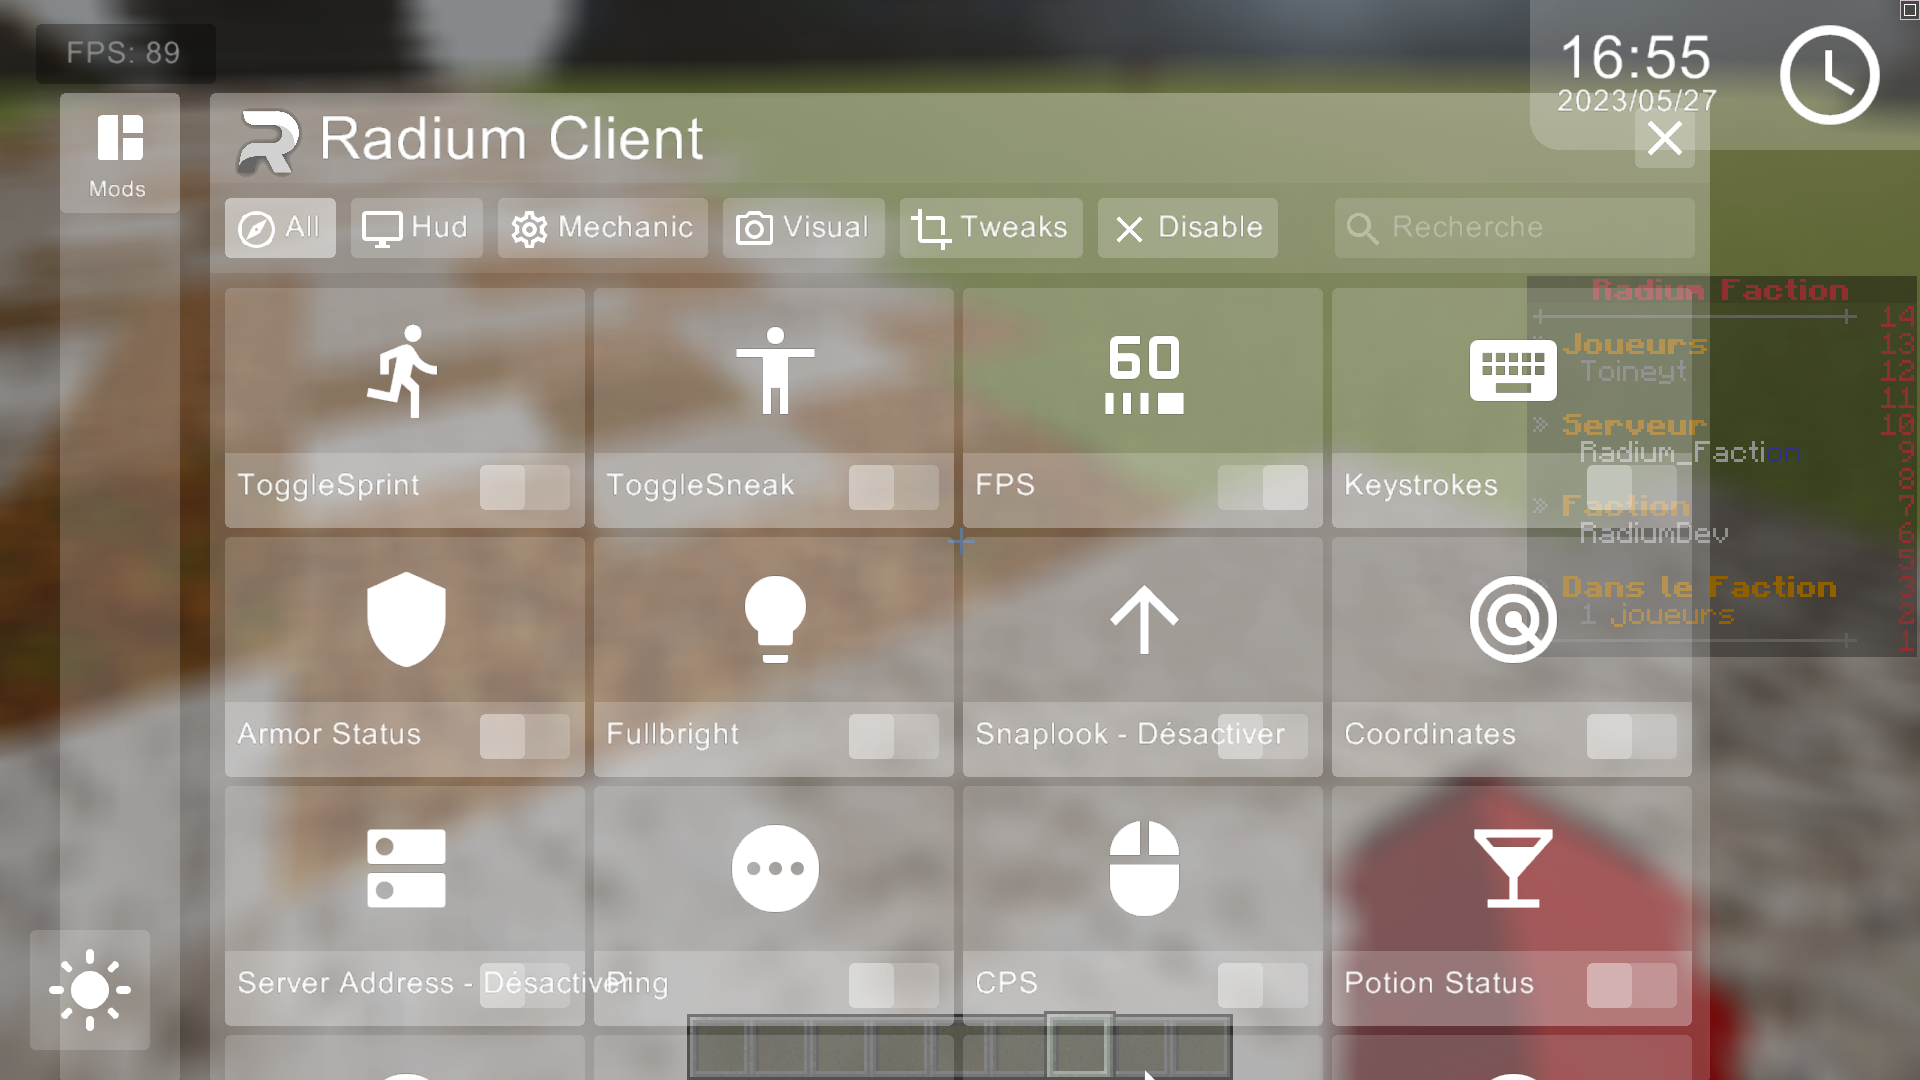 FPS: 89
16:55
2023/05/27
Mods
Radium Client
All
Hud
Mechanic
Visual
Tweaks
Disable
Recherche
60
ToggleSprint
ToggleSneak
FPS
Keystrokes
Armor Status
Fullbright
Snaplook - Désactiver
Coordinates
Server Address - Désactiver
Ping
CPS
Potion Status
Radium Faction
14
Joueurs 13
Toineyt 12
11
» Serveur 10
Radium_Faction 9
8
» Faction 7
RadiumDev 6
5
Dans le Faction 3
1 joueurs 2
1